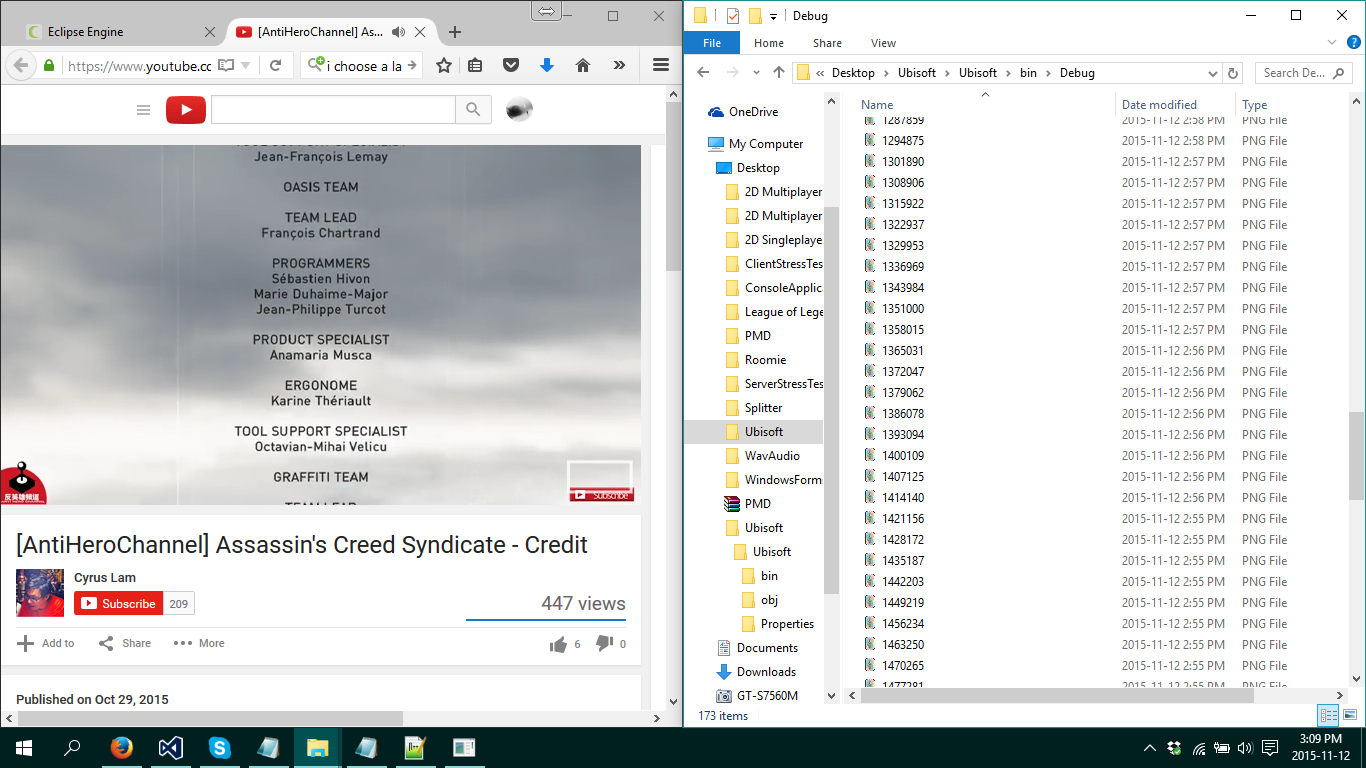 Eclipse Engine
[AntiHeroChannel] As...
https://www.youtube.cc
i choose a la
TOOL SUPPORT SPECIALIST
Jean-François Lemay
OASIS TEAM
TEAM LEAD
François Chartrand
PROGRAMMERS
Sébastien Hivon
Marie Duhaime-Major
Jean-Philippe Turcot
PRODUCT SPECIALIST
Anamaria Musca
ERGONOME
Karine Thériault
TOOL SUPPORT SPECIALIST
Octavian-Mihai Velicu
GRAFFITI TEAM
TEAM LEAD
反英雄頻道
Subscribe
[AntiHeroChannel] Assassin's Creed Syndicate - Credit
Cyrus Lam
Subscribe 209
447 views
Add to Share More 6 0
Published on Oct 29, 2015
Debug
File Home Share View
« Desktop Ubisoft Ubisoft bin Debug
Search De...
OneDrive
My Computer
Desktop
2D Multiplayer
2D Multiplayer
2D Singleplaye
ClientStressTes
ConsoleApplica
League of Lege
PMD
Roomie
ServerStressTes
Splitter
Ubisoft
WavAudio
WindowsForm
PMD
Ubisoft
Ubisoft
bin
obj
Properties
Documents
Downloads
GT-S7560M
Name Date modified Type
1287859 2015-11-12 2:58 PM PNG File
1294875 2015-11-12 2:58 PM PNG File
1301890 2015-11-12 2:57 PM PNG File
1308906 2015-11-12 2:57 PM PNG File
1315922 2015-11-12 2:57 PM PNG File
1322937 2015-11-12 2:57 PM PNG File
1329953 2015-11-12 2:57 PM PNG File
1336969 2015-11-12 2:57 PM PNG File
1343984 2015-11-12 2:57 PM PNG File
1351000 2015-11-12 2:57 PM PNG File
1358015 2015-11-12 2:57 PM PNG File
1365031 2015-11-12 2:56 PM PNG File
1372047 2015-11-12 2:56 PM PNG File
1379062 2015-11-12 2:56 PM PNG File
1386078 2015-11-12 2:56 PM PNG File
1393094 2015-11-12 2:56 PM PNG File
1400109 2015-11-12 2:56 PM PNG File
1407125 2015-11-12 2:56 PM PNG File
1414140 2015-11-12 2:56 PM PNG File
1421156 2015-11-12 2:55 PM PNG File
1428172 2015-11-12 2:55 PM PNG File
1435187 2015-11-12 2:55 PM PNG File
1442203 2015-11-12 2:55 PM PNG File
1449219 2015-11-12 2:55 PM PNG File
1456234 2015-11-12 2:55 PM PNG File
1463250 2015-11-12 2:55 PM PNG File
1470265 2015-11-12 2:55 PM PNG File
1477281 2015-11-12 2:55 PM PNG File
173 items
3:09 PM
2015-11-12